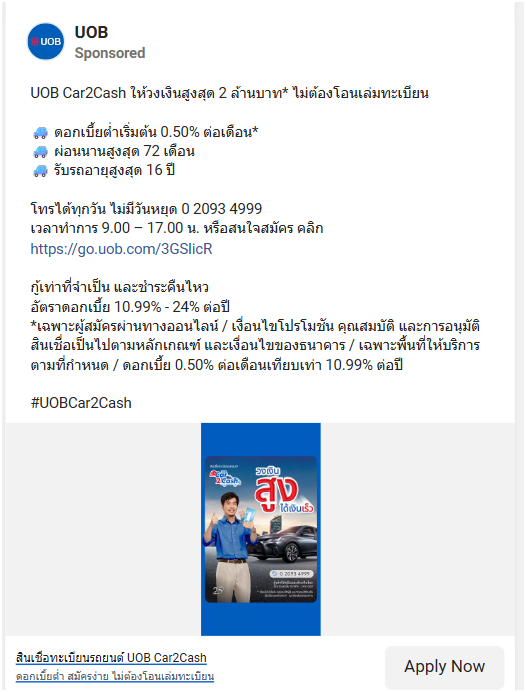 UOB
UOB
Sponsored
UOB Car2Cash ให้วงเงินสูงสุด 2 ล้านบาท* ไม่ต้องโอนเล่มทะเบียน
🚙 ดอกเบี้ยต่ำเริ่มต้น 0.50% ต่อเดือน*
🚙 ผ่อนนานสูงสุด 72 เดือน
🚙 รับรถอายุสูงสุด 16 ปี
โทรได้ทุกวัน ไม่มีวันหยุด 0 2093 4999
เวลาทำการ 9.00 – 17.00 น. หรือสนใจสมัคร คลิก
https://go.uob.com/3GSlicR
กู้เท่าที่จำเป็น และชำระคืนไหว
อัตราดอกเบี้ย 10.99% - 24% ต่อปี
*เฉพาะผู้สมัครผ่านทางออนไลน์ / เงื่อนไขโปรโมชัน คุณสมบัติ และการอนุมัติ
สินเชื่อเป็นไปตามหลักเกณฑ์ และเงื่อนไขของธนาคาร / เฉพาะพื้นที่ให้บริการ
ตามที่กำหนด / ดอกเบี้ย 0.50% ต่อเดือนเทียบเท่า 10.99% ต่อปี
#UOBCar2Cash
Car
2Cash
วงเงิน
สูง
ได้เงินเร็ว
0 2093 4999
25
สินเชื่อทะเบียนรถยนต์ UOB Car2Cash
ดอกเบี้ยต่ำ สมัครง่าย ไม่ต้องโอนเล่มทะเบียน
Apply Now